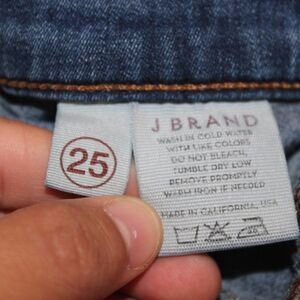 25
J BRAND
WASH IN COLD WATER
WITH LIKE COLORS
DO NOT BLEACH
TUMBLE DRY LOW
REMOVE PROMPTLY
WARM IRON IF NEEDED
MADE IN CALIFORNIA, USA